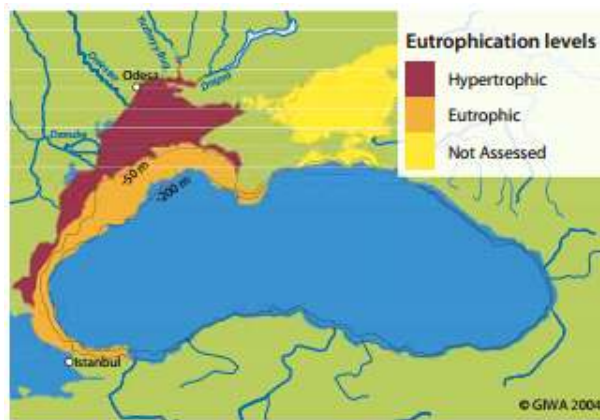 Eutrophication levels
Hypertrophic
Eutrophic
Not Assessed
Odesa
Dnipro
Danube
-50 m
-200 m
Istanbul
© GIWA 2004